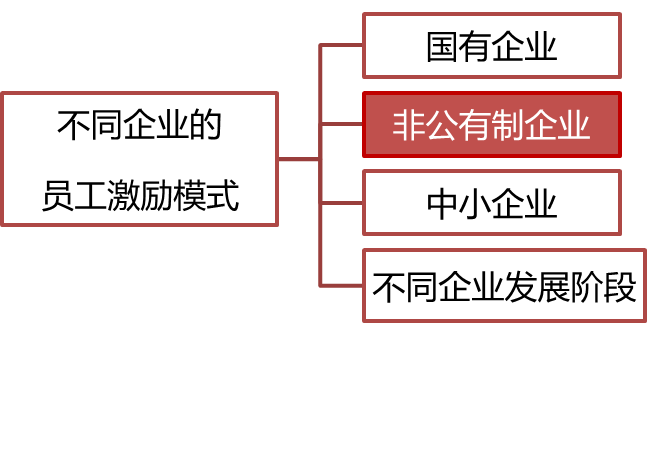 不同企业的
员工激励模式
国有企业
非公有制企业
中小企业
不同企业发展阶段